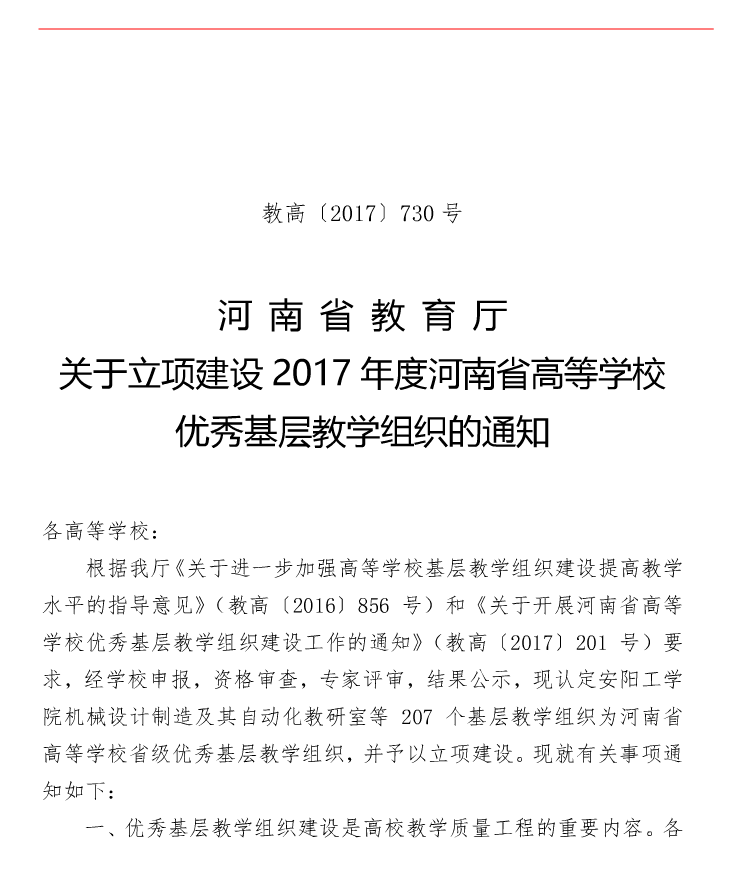 教高〔2017〕730 号
河 南 省 教 育 厅
关于立项建设 2017 年度河南省高等学校
优秀基层教学组织的通知
各高等学校：
根据我厅《关于进一步加强高等学校基层教学组织建设提高教学
水平的指导意见》（教高〔2016〕856 号）和《关于开展河南省高等
学校优秀基层教学组织建设工作的通知》（教高〔2017〕201 号）要
求，经学校申报，资格审查，专家评审，结果公示，现认定安阳工学
院机械设计制造及其自动化教研室等 207 个基层教学组织为河南省
高等学校省级优秀基层教学组织，并予以立项建设。现就有关事项通
知如下：
一、优秀基层教学组织建设是高校教学质量工程的重要内容。各